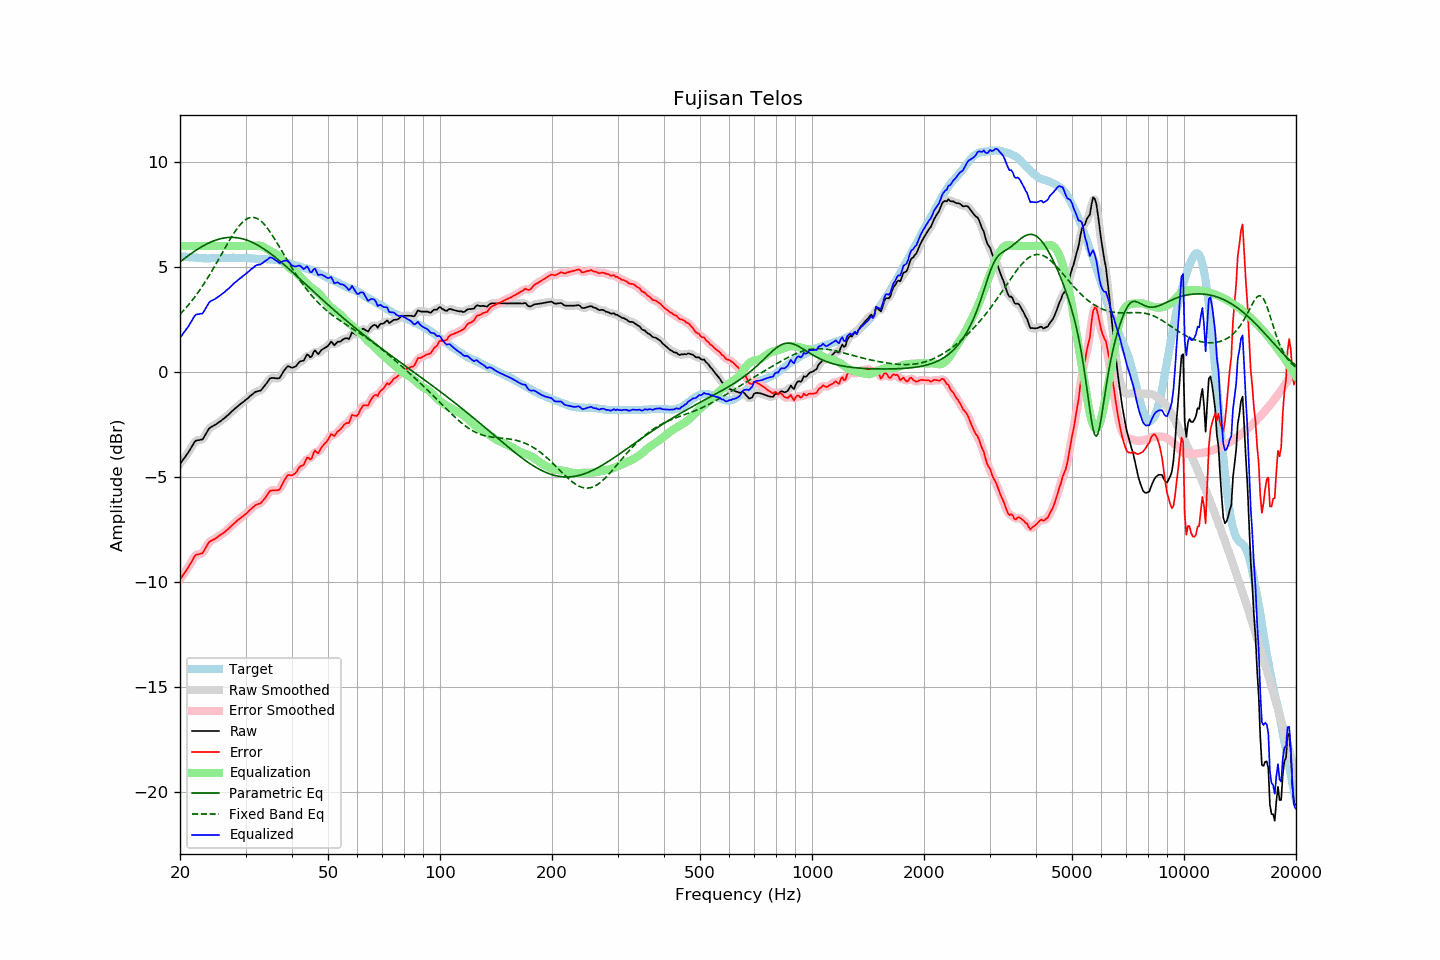 Fujisan Telos
10
5
0
−5
−10
−15
−20
Amplitude (dBr)
Target
Raw Smoothed
Error Smoothed
Raw
Error
Equalization
Parametric Eq
Fixed Band Eq
Equalized
20 50 100 200 500 1000 2000 5000 10000 20000
Frequency (Hz)